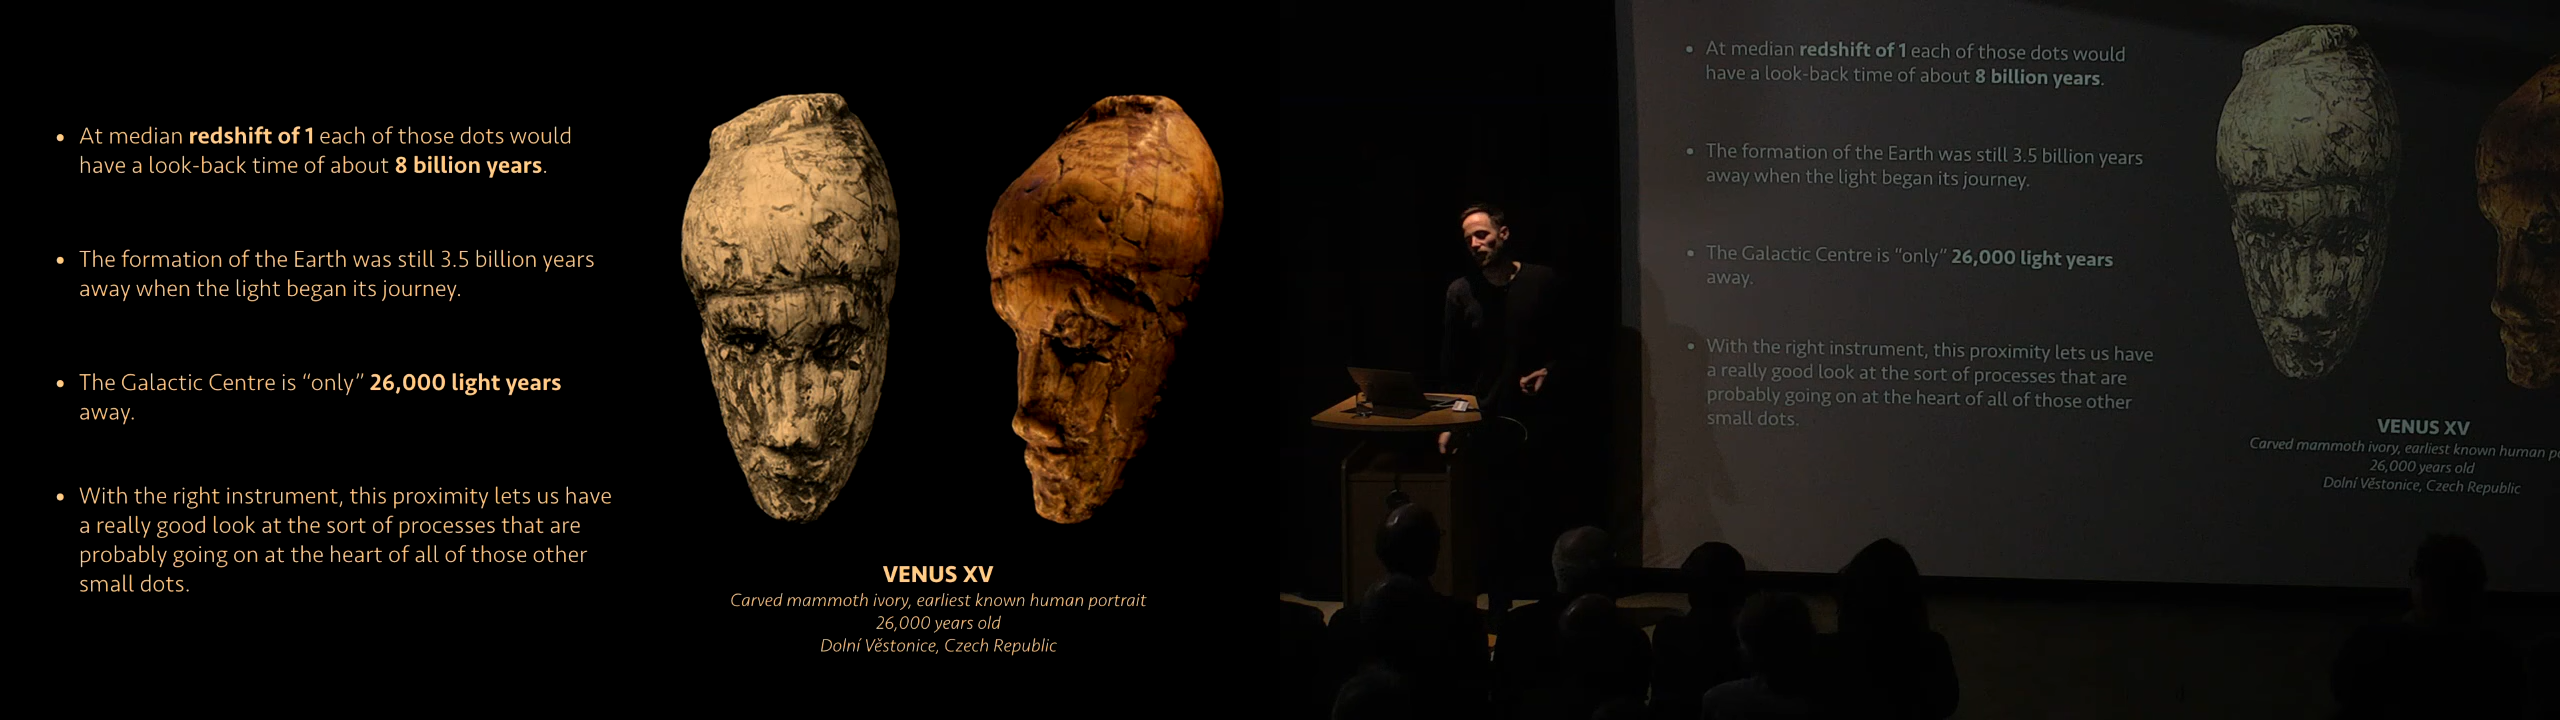 • At median redshift of 1 each of those dots would
have a look-back time of about 8 billion years.
• The formation of the Earth was still 3.5 billion years
away when the light began its journey.
• The Galactic Centre is “only” 26,000 light years
away.
• With the right instrument, this proximity lets us have
a really good look at the sort of processes that are
probably going on at the heart of all of those other
small dots.
VENUS XV
Carved mammoth ivory, earliest known human portrait
26,000 years old
Dolní Věstonice, Czech Republic
• At median redshift of 1 each of those dots would
have a look-back time of about 8 billion years.
• The formation of the Earth was still 3.5 billion years
away when the light began its journey.
• The Galactic Centre is “only” 26,000 light years
away.
• With the right instrument, this proximity lets us have
a really good look at the sort of processes that are
probably going on at the heart of all of those other
small dots.
VENUS XV
Carved mammoth ivory, earliest known human
26,000 years old
Dolní Věstonice, Czech Republic